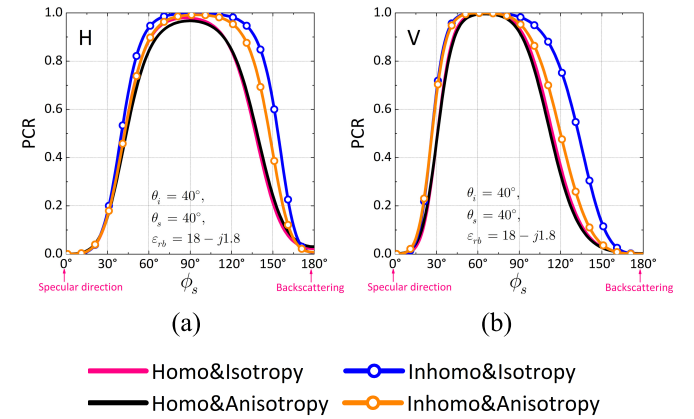 H
PCR
1.0
0.8
0.6
0.4
0.2
0.0
θi = 40°,
θs = 40°,
εrb = 18 − j1.8
0° 30° 60° 90° 120° 150° 180°
Specular direction ϕs Backscattering
(a)
V
PCR
1.0
0.8
0.6
0.4
0.2
0.0
θi = 40°,
θs = 40°,
εrb = 18 − j1.8
0° 30° 60° 90° 120° 150° 180°
Specular direction ϕs Backscattering
(b)
Homo&Isotropy Inhomo&Isotropy
Homo&Anisotropy Inhomo&Anisotropy